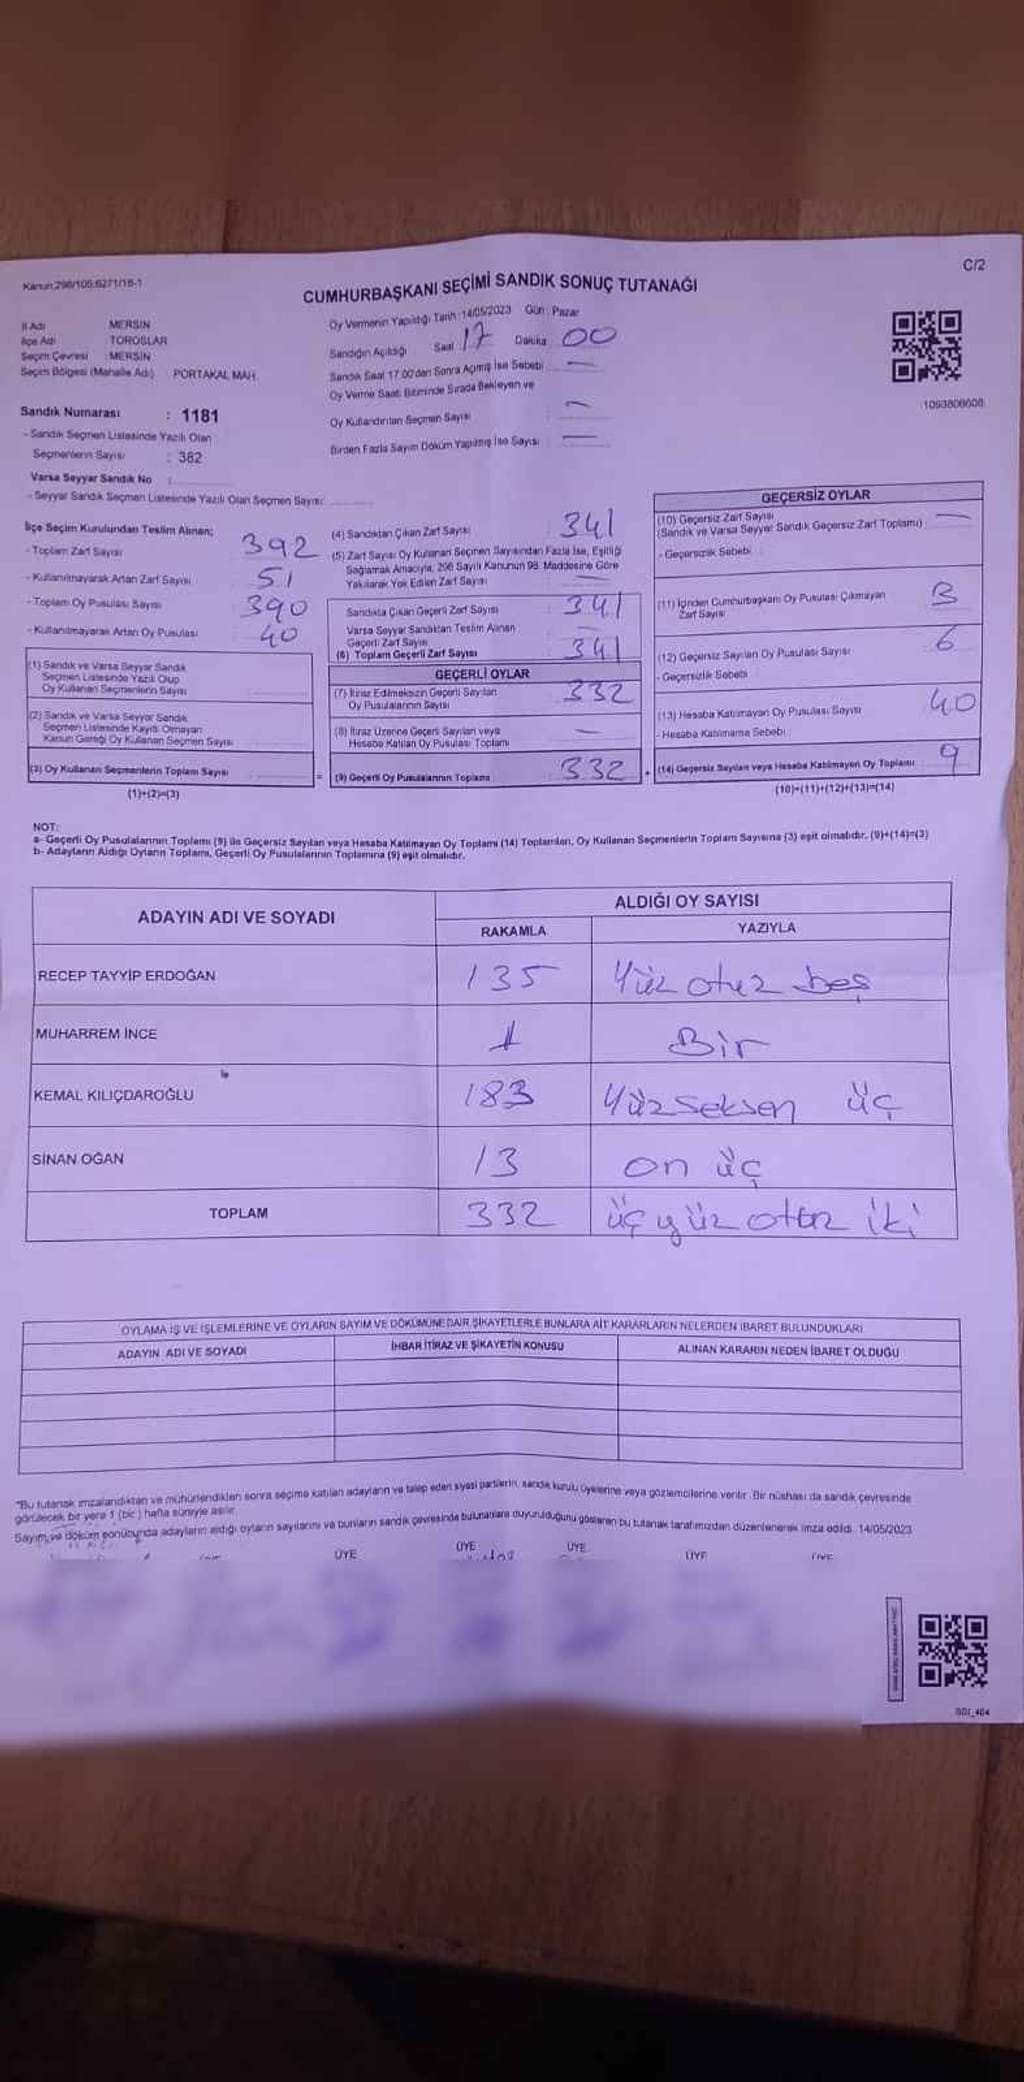 C/2
Kanun:298/105;6271/18-1
CUMHURBAŞKANI SEÇİMİ SANDIK SONUÇ TUTANAĞI
İl Adı MERSİN
İlçe Adı TOROSLAR
Seçim Çevresi : MERSİN
Seçim Bölgesi (Mahalle Adı) PORTAKAL MAH.
Oy Vermenin Yapıldığı Tarih :14/05/2023 Gün : Pazar
Sandığın Açıldığı Saat 17 Dakika 00
Sandık Saat 17:00'dan Sonra Açmış İse Sebebi —
Oy Verme Saati Bitiminde Sırada Bekleyen ve
Oy Kullandırılan Seçmen Sayısı : —
Birden Fazla Sayım Döküm Yapılmış İse Sayısı : —
1093806608
Sandık Numarası : 1181
- Sandık Seçmen Listesinde Yazılı Olan
Seçmenlerin Sayısı : 382
Varsa Seyyar Sandık No :
- Seyyar Sandık Seçmen Listesinde Yazılı Olan Seçmen Sayısı:
İlçe Seçim Kurulundan Teslim Alınan;
- Toplam Zarf Sayısı 392
- Kullanılmayarak Artan Zarf Sayısı 51
- Toplam Oy Pusulası Sayısı 390
- Kullanılmayarak Artan Oy Pusulası 40
(1) Sandık ve Varsa Seyyar Sandık
Seçmen Listesinde Yazılı Olup
Oy Kullanan Seçmenlerin Sayısı
(2) Sandık ve Varsa Seyyar Sandık
Seçmen Listesinde Kayıtlı Olmayan
Kanun Gereği Oy Kullanan Seçmen Sayısı
(3) Oy Kullanan Seçmenlerin Toplam Sayısı
(1)+(2)=(3)
(4) Sandıktan Çıkan Zarf Sayısı : 341
(5) Zarf Sayısı Oy Kullanan Seçmen Sayısından Fazla İse, Eşitliği
Sağlamak Amacıyla, 298 Sayılı Kanunun 98. Maddesine Göre
Yakılarak Yok Edilen Zarf Sayısı : —
Sandıkta Çıkan Geçerli Zarf Sayısı : 341
Varsa Seyyar Sandıktan Teslim Alınan
Geçerli Zarf Sayısı : —
(6) Toplam Geçerli Zarf Sayısı : 341
GEÇERLİ OYLAR
(7) İtiraz Edilmeksizin Geçerli Sayılan
Oy Pusulalarının Sayısı : 332
(8) İtiraz Üzerine Geçerli Sayılan veya
Hesaba Katılan Oy Pusulası Toplamı : —
= (9) Geçerli Oy Pusulalarının Toplamı : 332
GEÇERSİZ OYLAR
(10) Geçersiz Zarf Sayısı
(Sandık ve Varsa Seyyar Sandık Geçersiz Zarf Toplamı) : —
- Geçersizlik Sebebi :
(11) İçinden Cumhurbaşkanı Oy Pusulası Çıkmayan
Zarf Sayısı 3
(12) Geçersiz Sayılan Oy Pusulası Sayısı 6
- Geçersizlik Sebebi
(13) Hesaba Katılmayan Oy Pusulası Sayısı 40
- Hesaba Katılmama Sebebi :
+ (14) Geçersiz Sayılan veya Hesaba Katılmayan Oy Toplamı 9
(10)+(11)+(12)+(13)=(14)
NOT:
a- Geçerli Oy Pusulalarının Toplamı (9) ile Geçersiz Sayılan veya Hesaba Katılmayan Oy Toplamı (14) Toplamları, Oy Kullanan Seçmenlerin Toplam Sayısına (3) eşit olmalıdır. (9)+(14)=(3)
b- Adayların Aldığı Oyların Toplamı, Geçerli Oy Pusulalarının Toplamına (9) eşit olmalıdır.
ADAYIN ADI VE SOYADI
ALDIĞI OY SAYISI
RAKAMLA YAZIYLA
RECEP TAYYİP ERDOĞAN 135 Yüz otuz beş
MUHARREM İNCE 1 Bir
KEMAL KILIÇDAROĞLU 183 Yüzseksen üç
SİNAN OĞAN 13 on üç
TOPLAM 332 üçyüz otuz iki
OYLAMA İŞ VE İŞLEMLERİNE VE OYLARIN SAYIM VE DÖKÜMÜNE DAİR ŞİKAYETLERLE BUNLARA AİT KARARLARIN NELERDEN İBARET BULUNDUKLARI
ADAYIN ADI VE SOYADI İHBAR İTİRAZ VE ŞİKAYETİN KONUSU ALINAN KARARIN NEDEN İBARET OLDUĞU
"Bu tutanak imzalandıktan ve mühürlendikten sonra seçime katılan adayların ve talep eden siyasi partilerin, sandık kurulu üyelerine veya gözlemcilerine verilir. Bir nüshası da sandık çevresinde
görülecek bir yere 1 (bir) hafta süreyle asılır.
Sayım ve döküm sonucunda adayların aldığı oyların sayılarını ve bunların sandık çevresinde bulunanlara duyurulduğunu gösteren bu tutanak tarafımızdan düzenlenerek imza edildi. 14/05/2023
ÜYE ÜYE ÜYE ÜYE ÜYE